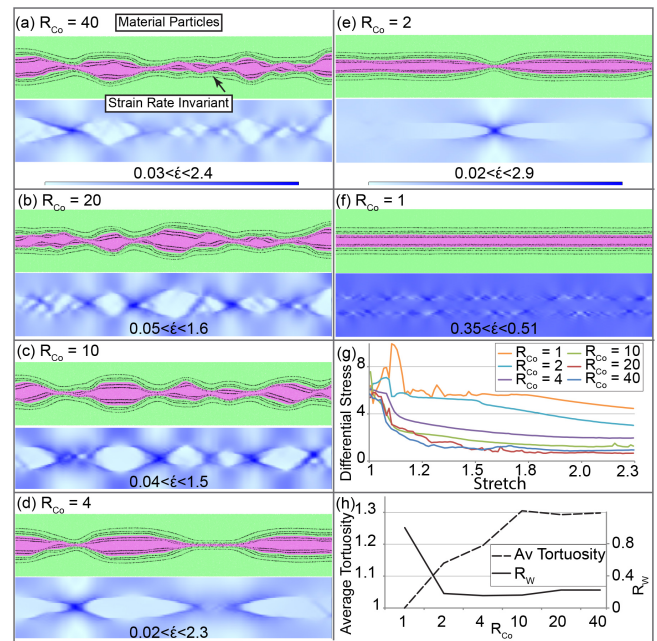 (a) R_Co = 40
Material Particles
Strain Rate Invariant
0.03<ε̇<2.4
(b) R_Co = 20
0.05<ε̇<1.6
(c) R_Co = 10
0.04<ε̇<1.5
(d) R_Co = 4
0.02<ε̇<2.3
(e) R_Co = 2
0.02<ε̇<2.9
(f) R_Co = 1
0.35<ε̇<0.51
(g)
Differential Stress
8
4
0
R_Co = 1
R_Co = 2
R_Co = 4
R_Co = 10
R_Co = 20
R_Co = 40
1 1.2 1.5 1.8 2.0 2.3
Stretch
(h)
Average Tortuosity
1.3
1.2
1.1
1
Av Tortuosity
R_W
0.8
0.4
0
R_W
1 2 4 10 20 40
R_Co